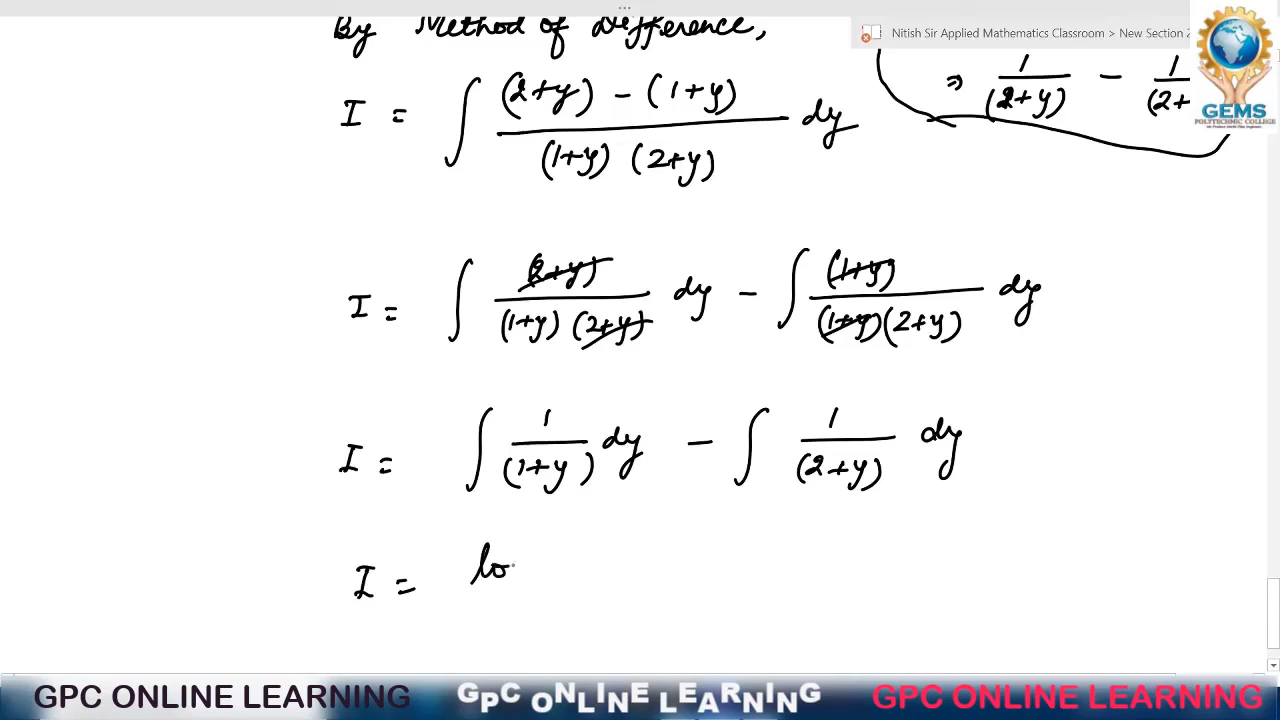 By Method of Difference,
Nitish Sir Applied Mathematics Classroom > New Section 2
⇒ 1/(2+y) - 1/(2+
GEMS
POLYTECHNIC COLLEGE
I = ∫ (2+y) - (1+y) / (1+y) (2+y) dy
I = ∫ (2+y) / (1+y) (2+y) dy - ∫ (1+y) / (1+y)(2+y) dy
I = ∫ 1/(1+y) dy - ∫ 1/(2+y) dy
I = lo
GPC ONLINE LEARNING GPC ONLINE LEARNING GPC ONLINE LEARNING